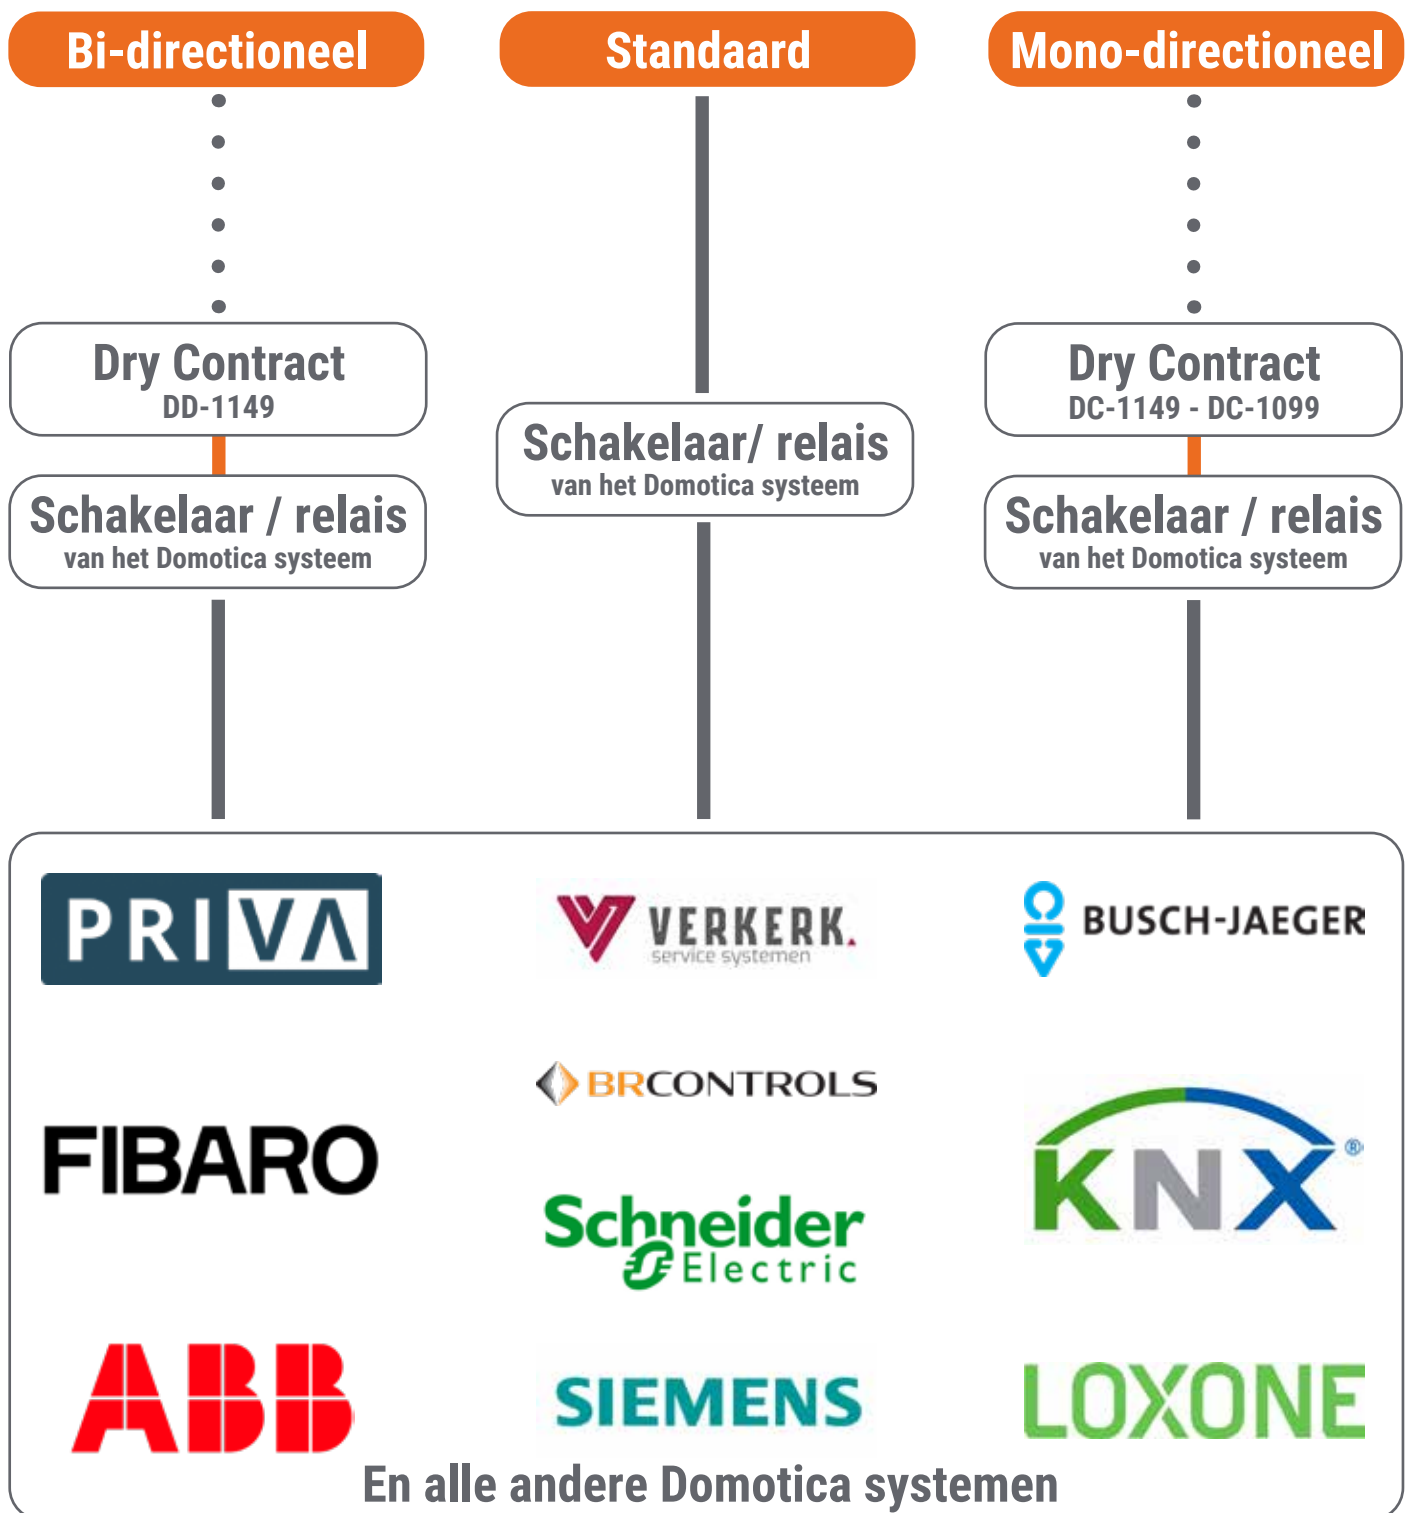 Bi-directioneel
Standaard
Mono-directioneel
Dry Contract
DD-1149
Schakelaar / relais
van het Domotica systeem
Schakelaar/ relais
van het Domotica systeem
Dry Contract
DC-1149 - DC-1099
Schakelaar / relais
van het Domotica systeem
PRIVA
VERKERK.
service systemen
BUSCH-JAEGER
FIBARO
BRCONTROLS
KNX®
Schneider
Electric
ABB
SIEMENS
LOXONE
En alle andere Domotica systemen